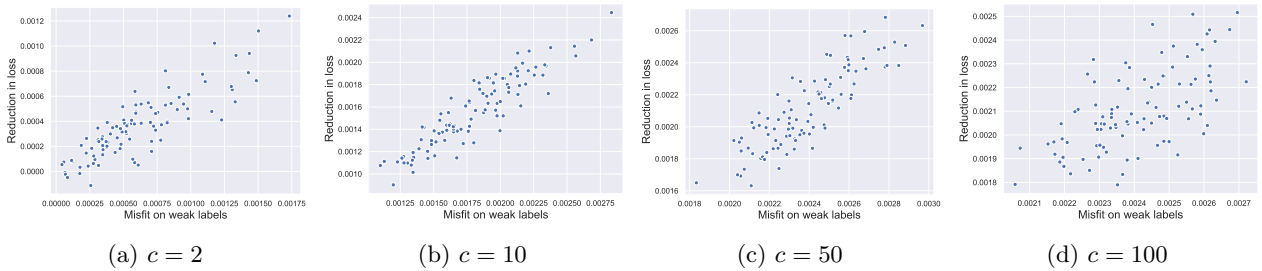 Reduction in loss
0.0012
0.0010
0.0008
0.0006
0.0004
0.0002
0.0000
0.00000 0.00025 0.00050 0.00075 0.00100 0.00125 0.00150 0.00175
Misfit on weak labels
(a) c = 2
Reduction in loss
0.0024
0.0022
0.0020
0.0018
0.0016
0.0014
0.0012
0.0010
0.00125 0.00150 0.00175 0.00200 0.00225 0.00250 0.00275
Misfit on weak labels
(b) c = 10
Reduction in loss
0.0026
0.0024
0.0022
0.0020
0.0018
0.0016
0.0018 0.0020 0.0022 0.0024 0.0026 0.0028 0.0030
Misfit on weak labels
(c) c = 50
Reduction in loss
0.0025
0.0024
0.0023
0.0022
0.0021
0.0020
0.0019
0.0018
0.0021 0.0022 0.0023 0.0024 0.0025 0.0026 0.0027
Misfit on weak labels
(d) c = 100